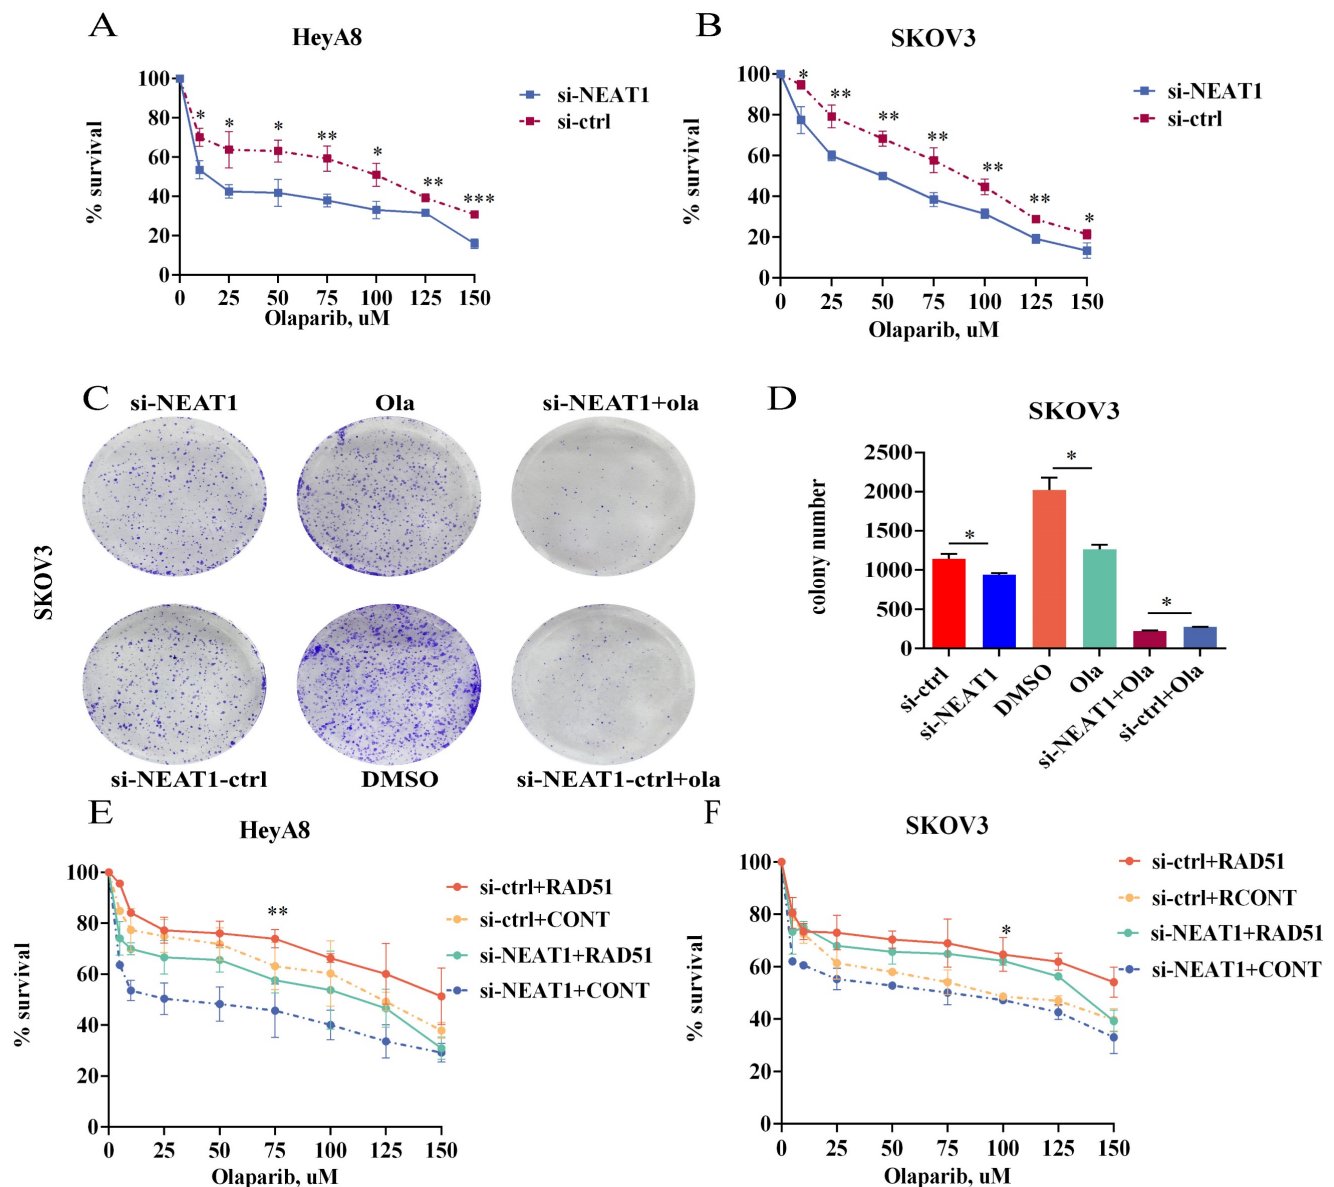 A
HeyA8
% survival
100
80
60
40
20
0
* * * ** * ** ***
0 25 50 75 100 125 150
Olaparib, uM
si-NEAT1
si-ctrl
B
SKOV3
% survival
100
80
60
40
20
0
* ** ** ** ** ** *
0 25 50 75 100 125 150
Olaparib, uM
si-NEAT1
si-ctrl
C
SKOV3
si-NEAT1 Ola si-NEAT1+ola
si-NEAT1-ctrl DMSO si-NEAT1-ctrl+ola
D
SKOV3
colony number
2500
2000
1500
1000
500
0
* * *
si-ctrl
si-NEAT1
DMSO
Ola
si-NEAT1+Ola
si-ctrl+Ola
E
HeyA8
% survival
100
80
60
40
20
0
**
0 25 50 75 100 125 150
Olaparib, uM
si-ctrl+RAD51
si-ctrl+CONT
si-NEAT1+RAD51
si-NEAT1+CONT
F
SKOV3
% survival
100
80
60
40
20
0
*
0 25 50 75 100 125 150
Olaparib, uM
si-ctrl+RAD51
si-ctrl+RCONT
si-NEAT1+RAD51
si-NEAT1+CONT